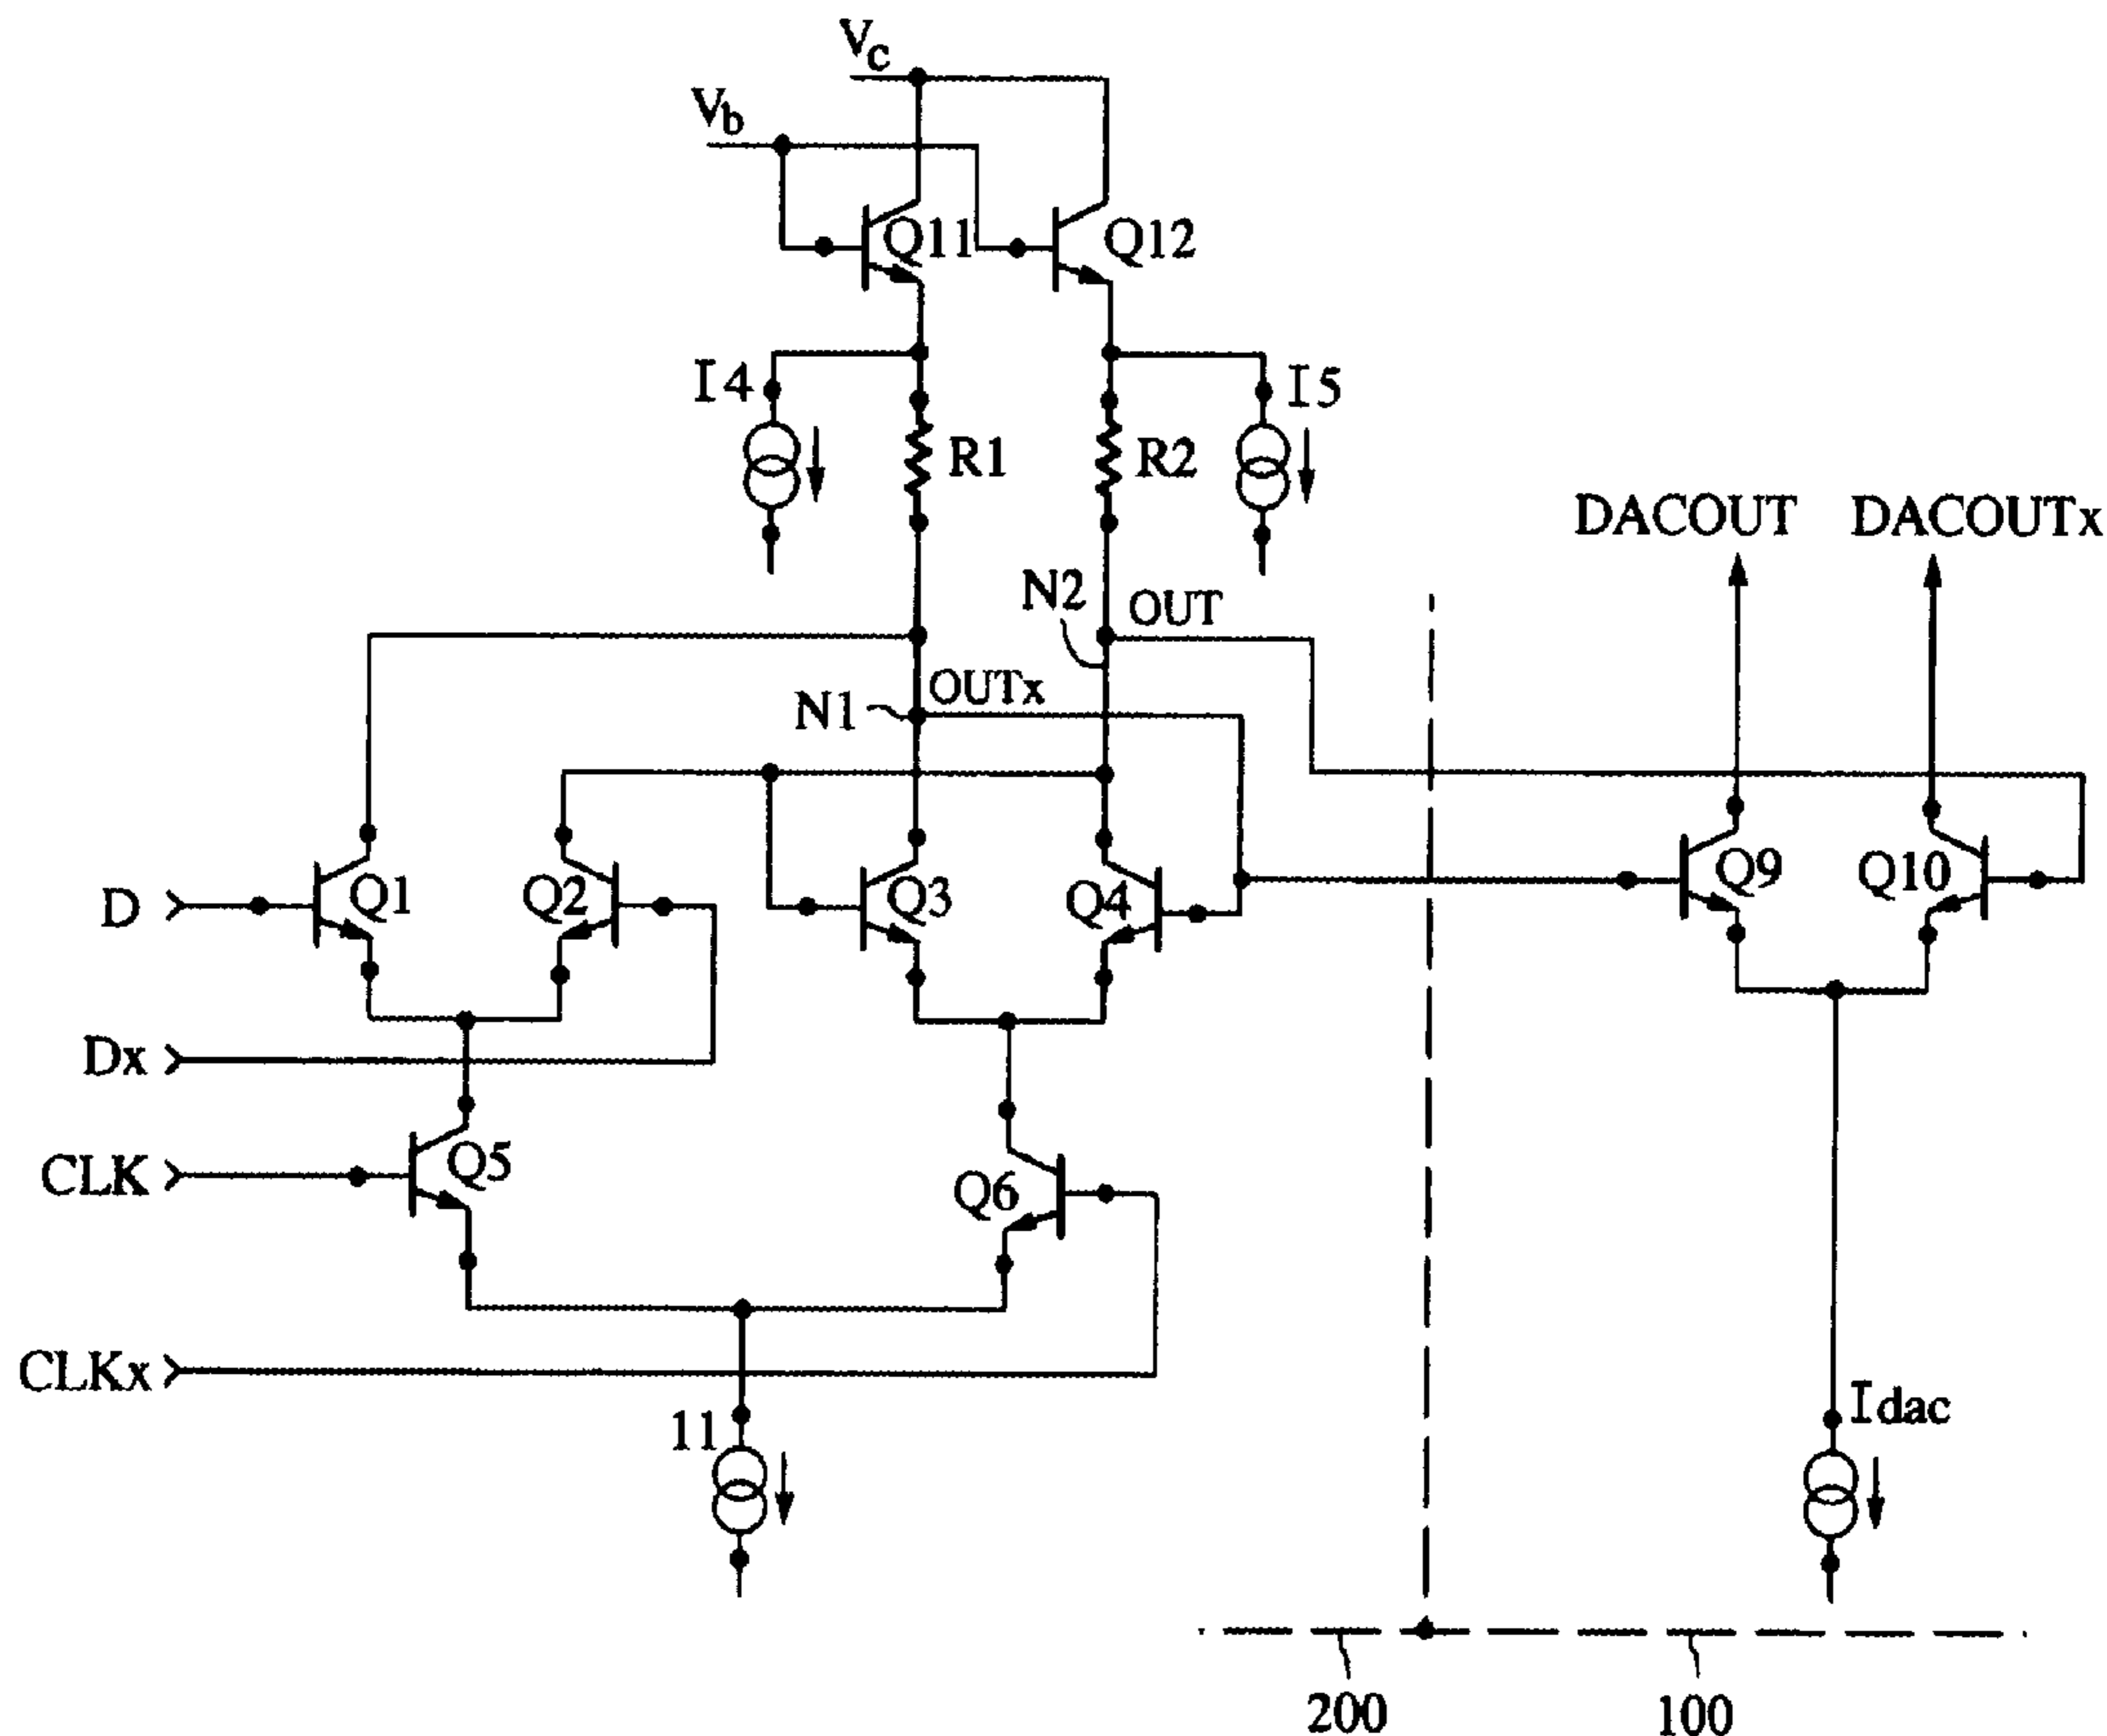 Vc
Vb
Q11
Q12
I4
I5
R1
R2
DACOUT
DACOUTx
N2
OUT
OUTx
N1
D
Q1
Q2
Q3
Q4
Q9
Q10
Dx
CLK
Q5
Q6
CLKx
11
Idac
200
100